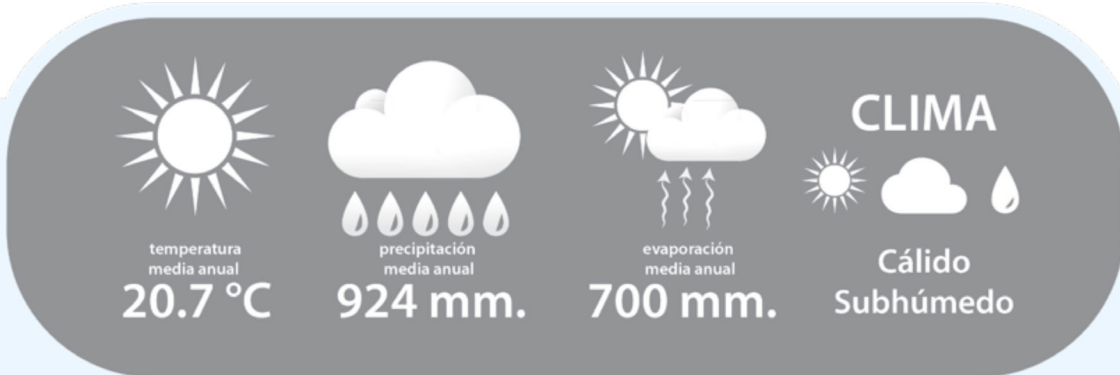 temperatura
media anual
20.7 °C
precipitación
media anual
924 mm.
evaporación
media anual
700 mm.
CLIMA
Cálido
Subhúmedo